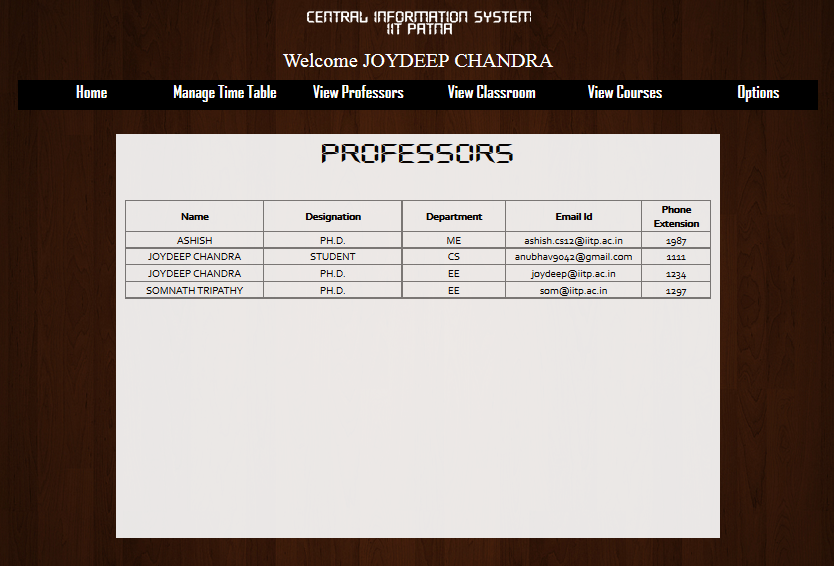 CENTRAL INFORMATION SYSTEM
IIT PATNA
Welcome JOYDEEP CHANDRA
Home Manage Time Table View Professors View Classroom View Courses Options
PROFESSORS
Name Designation Department Email Id Phone Extension
ASHISH PH.D. ME ashish.cs12@iitp.ac.in 1987
JOYDEEP CHANDRA STUDENT CS anubhav9042@gmail.com 1111
JOYDEEP CHANDRA PH.D. EE joydeep@iitp.ac.in 1234
SOMNATH TRIPATHY PH.D. EE som@iitp.ac.in 1297